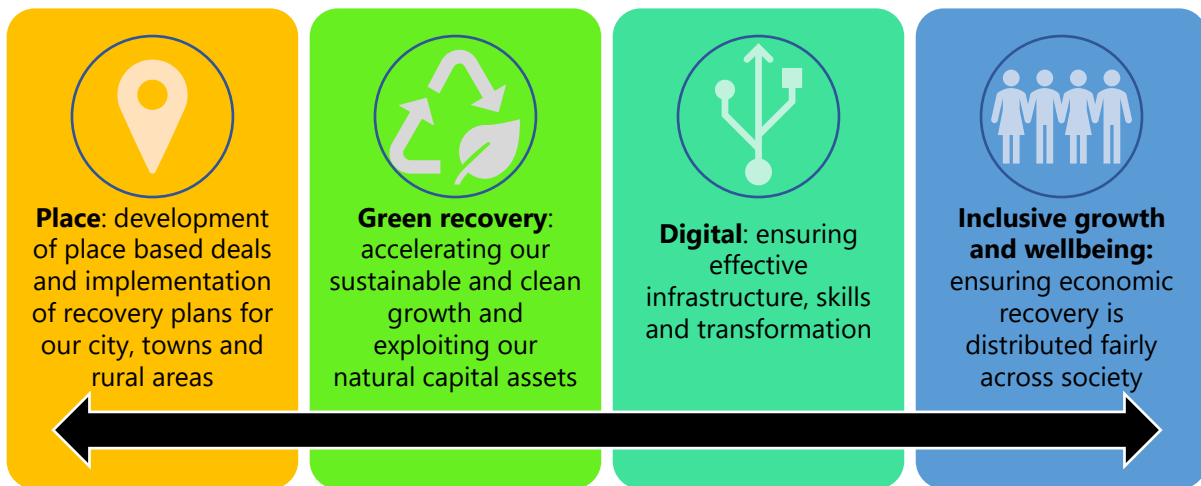 Place: development
of place based deals
and implementation
of recovery plans for
our city, towns and
rural areas
Green recovery:
accelerating our
sustainable and clean
growth and
exploiting our
natural capital assets
Digital: ensuring
effective
infrastructure, skills
and transformation
Inclusive growth
and wellbeing:
ensuring economic
recovery is
distributed fairly
across society